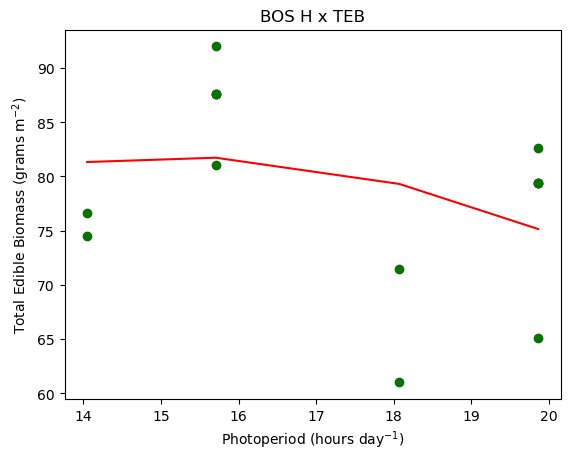 BOS H x TEB
Total Edible Biomass (grams m⁻²)
90
85
80
75
70
65
60
14 15 16 17 18 19 20
Photoperiod (hours day⁻¹)